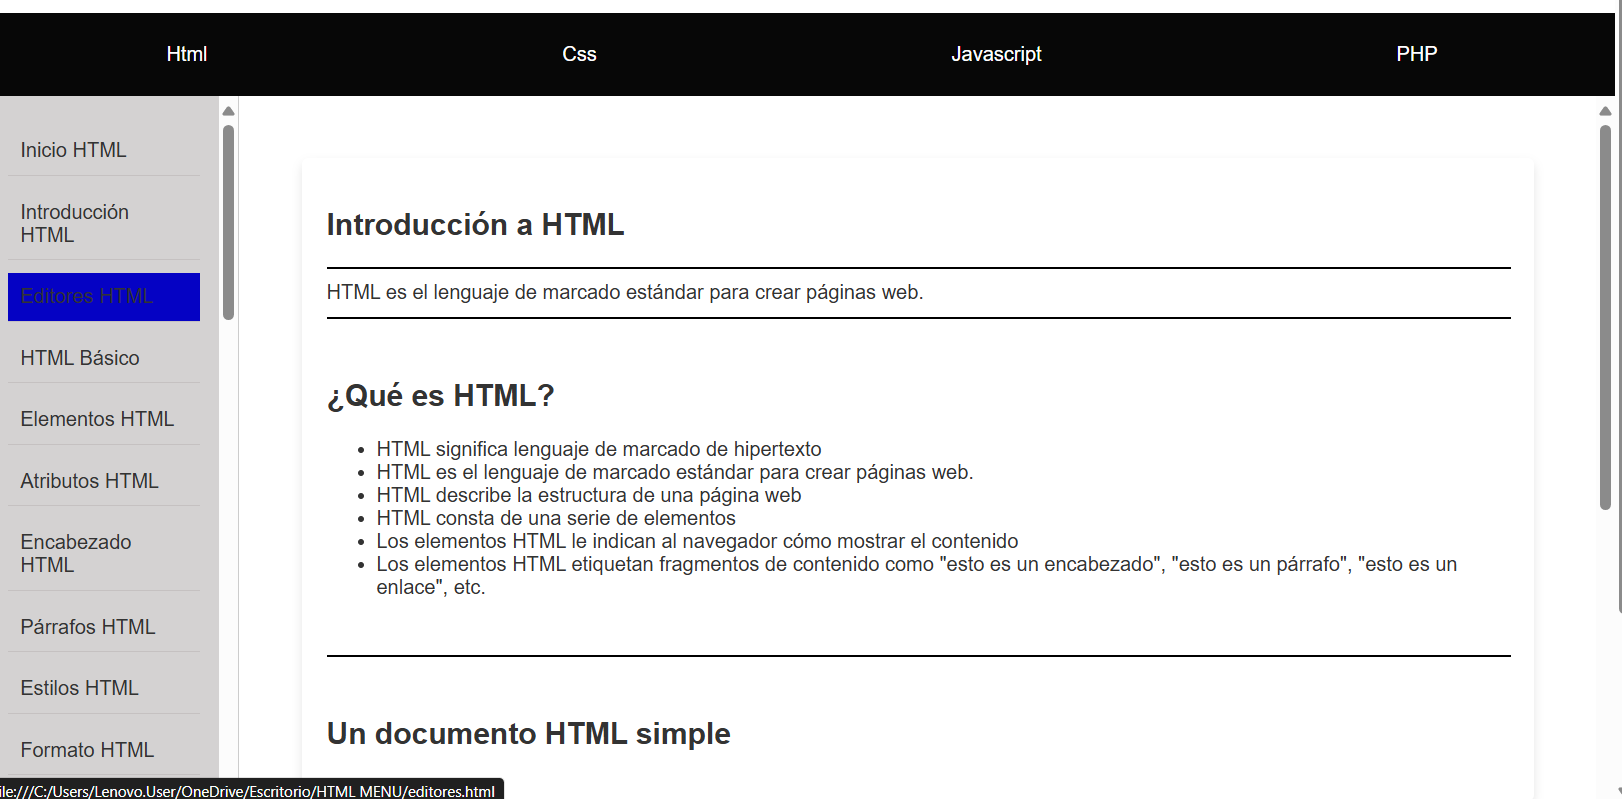 Html Css Javascript PHP
Inicio HTML
Introducción
HTML
Editores HTML
HTML Básico
Elementos HTML
Atributos HTML
Encabezado
HTML
Párrafos HTML
Estilos HTML
Formato HTML
Introducción a HTML
HTML es el lenguaje de marcado estándar para crear páginas web.
¿Qué es HTML?
• HTML significa lenguaje de marcado de hipertexto
• HTML es el lenguaje de marcado estándar para crear páginas web.
• HTML describe la estructura de una página web
• HTML consta de una serie de elementos
• Los elementos HTML le indican al navegador cómo mostrar el contenido
• Los elementos HTML etiquetan fragmentos de contenido como "esto es un encabezado", "esto es un párrafo", "esto es un
enlace", etc.
Un documento HTML simple
ile:///C:/Users/Lenovo.User/OneDrive/Escritorio/HTML MENU/editores.html